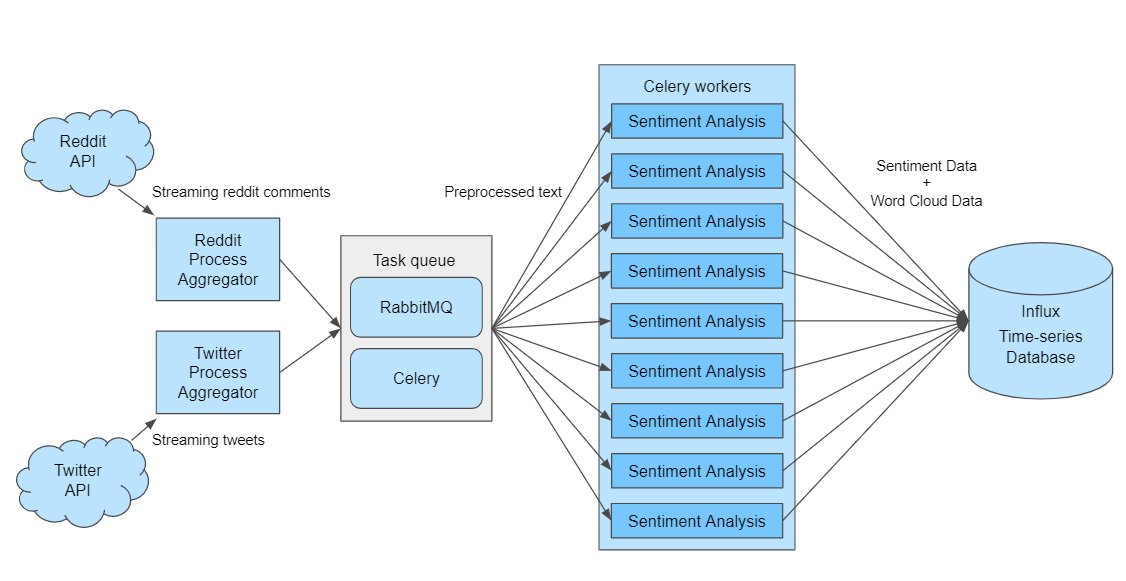 Reddit
API
Streaming reddit comments
Reddit
Process
Aggregator
Twitter
Process
Aggregator
Streaming tweets
Twitter
API
Task queue
RabbitMQ
Celery
Preprocessed text
Celery workers
Sentiment Analysis
Sentiment Analysis
Sentiment Analysis
Sentiment Analysis
Sentiment Analysis
Sentiment Analysis
Sentiment Analysis
Sentiment Analysis
Sentiment Analysis
Sentiment Data
+
Word Cloud Data
Influx
Time-series
Database